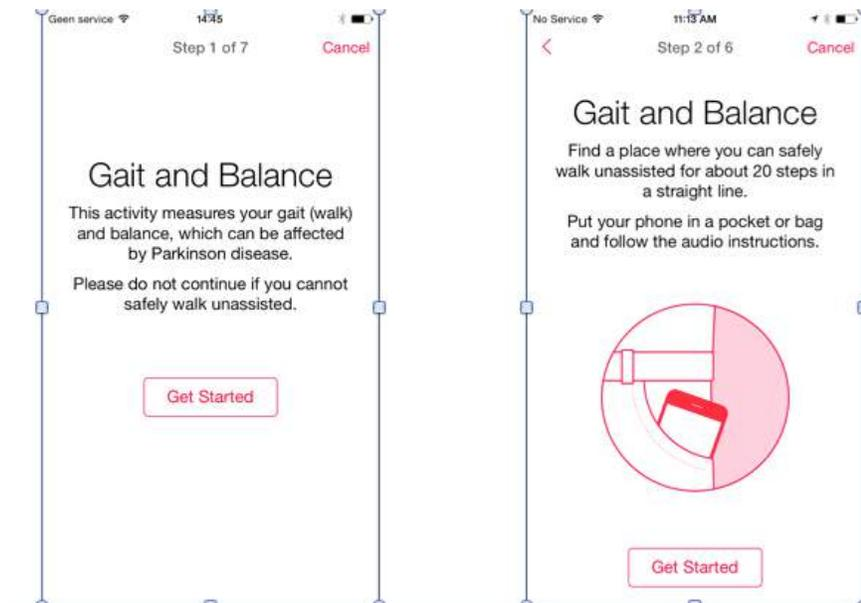 Geen service 14:45
Step 1 of 7 Cancel
Gait and Balance
This activity measures your gait (walk)
and balance, which can be affected
by Parkinson disease.
Please do not continue if you cannot
safely walk unassisted.
Get Started
No Service 11:13 AM
Step 2 of 6 Cancel
Gait and Balance
Find a place where you can safely
walk unassisted for about 20 steps in
a straight line.
Put your phone in a pocket or bag
and follow the audio instructions.
Get Started